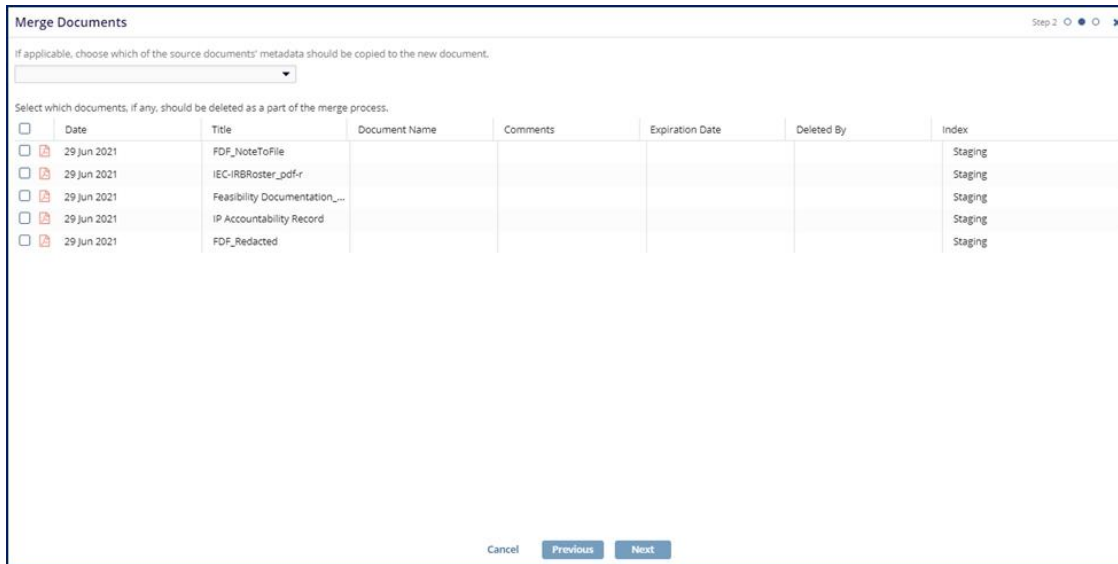 Merge Documents
Step 2
If applicable, choose which of the source documents' metadata should be copied to the new document.
Select which documents, if any, should be deleted as a part of the merge process.
Date Title Document Name Comments Expiration Date Deleted By Index
29 Jun 2021 FDF_NoteToFile Staging
29 Jun 2021 IEC-IRBRoster_pdf-r Staging
29 Jun 2021 Feasibility Documentation_... Staging
29 Jun 2021 IP Accountability Record Staging
29 Jun 2021 FDF_Redacted Staging
Cancel Previous Next